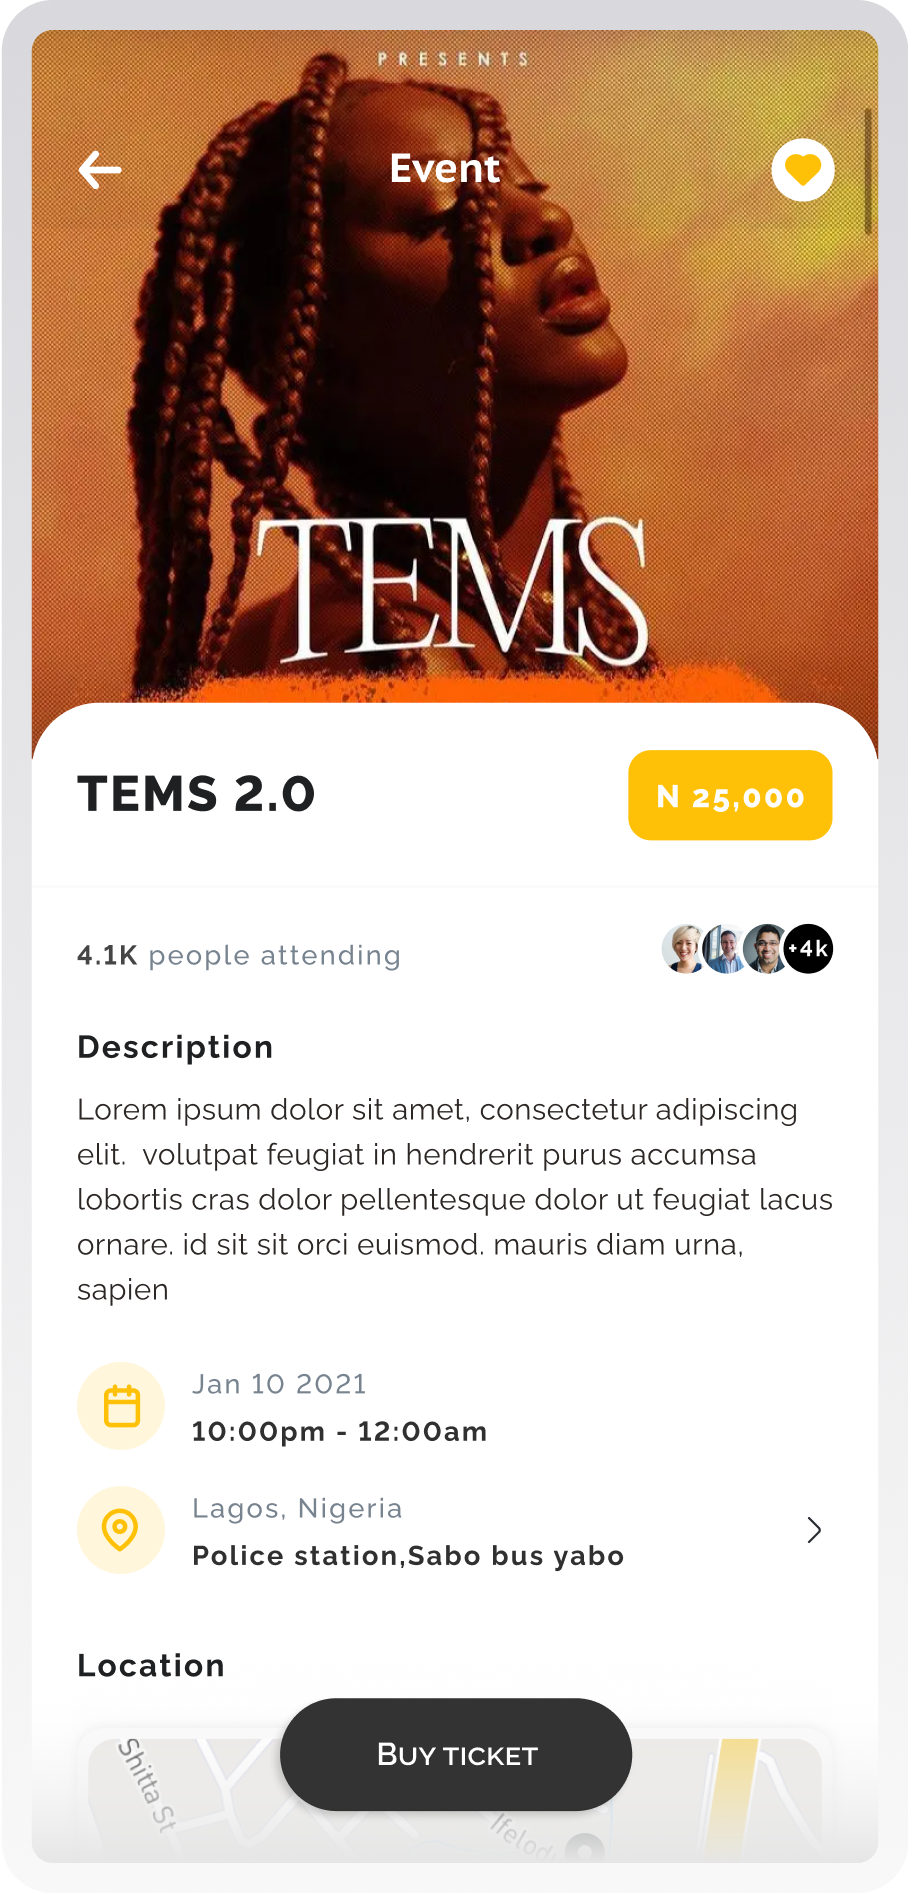 PRESENTS
Event
TEMS
TEMS 2.0
N 25,000
4.1K people attending
+4k
Description
Lorem ipsum dolor sit amet, consectetur adipiscing
elit.  volutpat feugiat in hendrerit purus accumsa
lobortis cras dolor pellentesque dolor ut feugiat lacus
ornare. id sit sit orci euismod. mauris diam urna,
sapien
Jan 10 2021
10:00pm - 12:00am
Lagos, Nigeria
Police station,Sabo bus yabo
Location
BUY TICKET
Shitta St